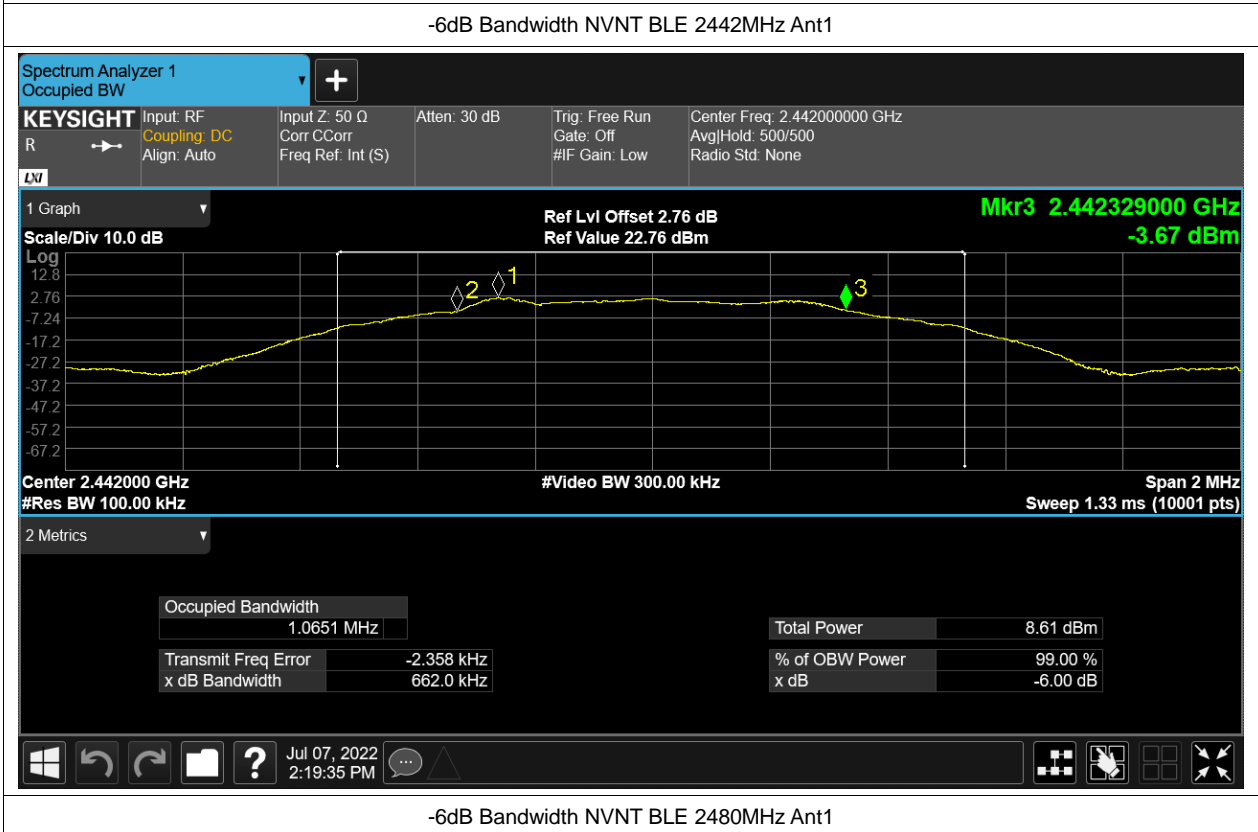 -6dB Bandwidth NVNT BLE 2442MHz Ant1
Spectrum Analyzer 1
Occupied BW
KEYSIGHT
R
LXI
Input: RF
Coupling: DC
Align: Auto
Input Z: 50 Ω
Corr CCorr
Freq Ref: Int (S)
Atten: 30 dB
Trig: Free Run
Gate: Off
#IF Gain: Low
Center Freq: 2.442000000 GHz
Avg|Hold: 500/500
Radio Std: None
1 Graph
Scale/Div 10.0 dB
Ref Lvl Offset 2.76 dB
Ref Value 22.76 dBm
Mkr3 2.442329000 GHz
-3.67 dBm
Log
12.8
2.76
-7.24
-17.2
-27.2
-37.2
-47.2
-57.2
-67.2
2
1
3
Center 2.442000 GHz
#Res BW 100.00 kHz
#Video BW 300.00 kHz
Span 2 MHz
Sweep 1.33 ms (10001 pts)
2 Metrics
Occupied Bandwidth
1.0651 MHz
Transmit Freq Error -2.358 kHz
x dB Bandwidth 662.0 kHz
Total Power 8.61 dBm
% of OBW Power 99.00 %
x dB -6.00 dB
?
Jul 07, 2022
2:19:35 PM
-6dB Bandwidth NVNT BLE 2480MHz Ant1